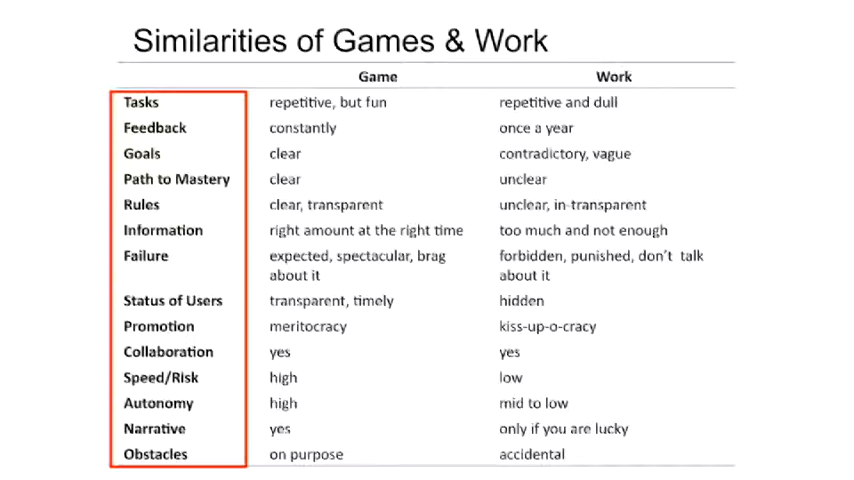 Similarities of Games & Work
Game Work
Tasks repetitive, but fun repetitive and dull
Feedback constantly once a year
Goals clear contradictory, vague
Path to Mastery clear unclear
Rules clear, transparent unclear, in-transparent
Information right amount at the right time too much and not enough
Failure expected, spectacular, brag forbidden, punished, don't talk
about it about it
Status of Users transparent, timely hidden
Promotion meritocracy kiss-up-o-cracy
Collaboration yes yes
Speed/Risk high low
Autonomy high mid to low
Narrative yes only if you are lucky
Obstacles on purpose accidental